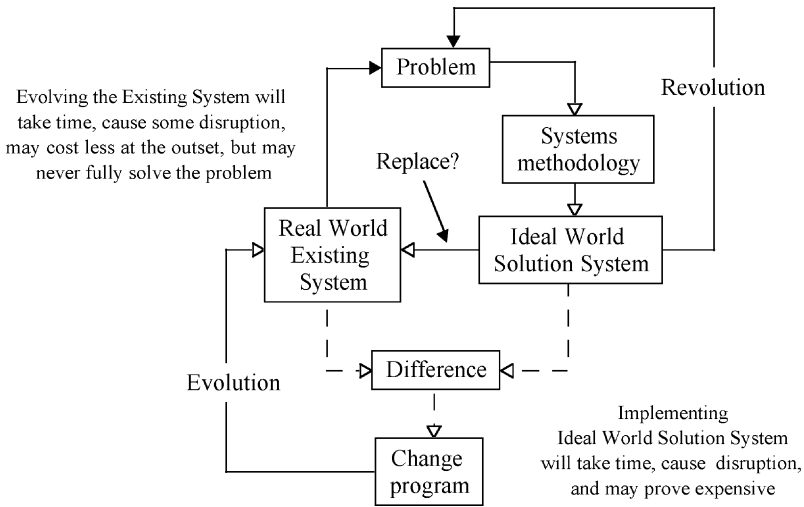 Problem
Revolution
Evolving the Existing System will
take time, cause some disruption,
may cost less at the outset, but may
never fully solve the problem
Systems
methodology
Replace?
Real World
Existing
System
Ideal World
Solution System
Difference
Evolution
Implementing
Ideal World Solution System
will take time, cause disruption,
and may prove expensive
Change
program